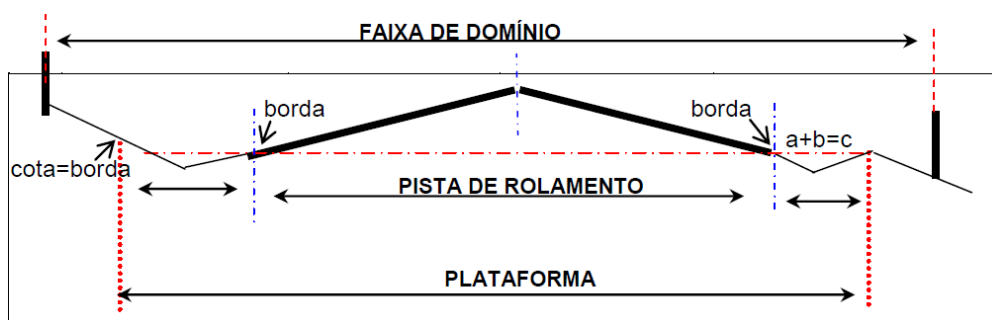 FAIXA DE DOMÍNIO
borda
borda
a+b=c
cota=borda
PISTA DE ROLAMENTO
PLATAFORMA